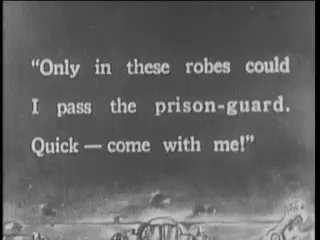 “Only in these robes could
I pass the prison-guard.
Quick — come with me!”